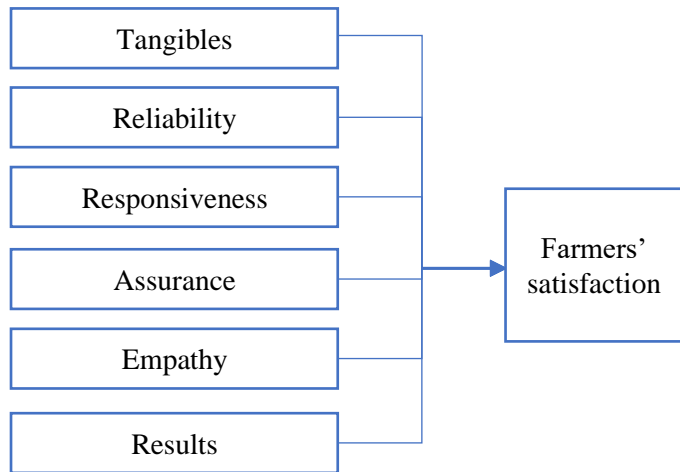 Tangibles
Reliability
Responsiveness
Assurance
Empathy
Results
Farmers’
satisfaction